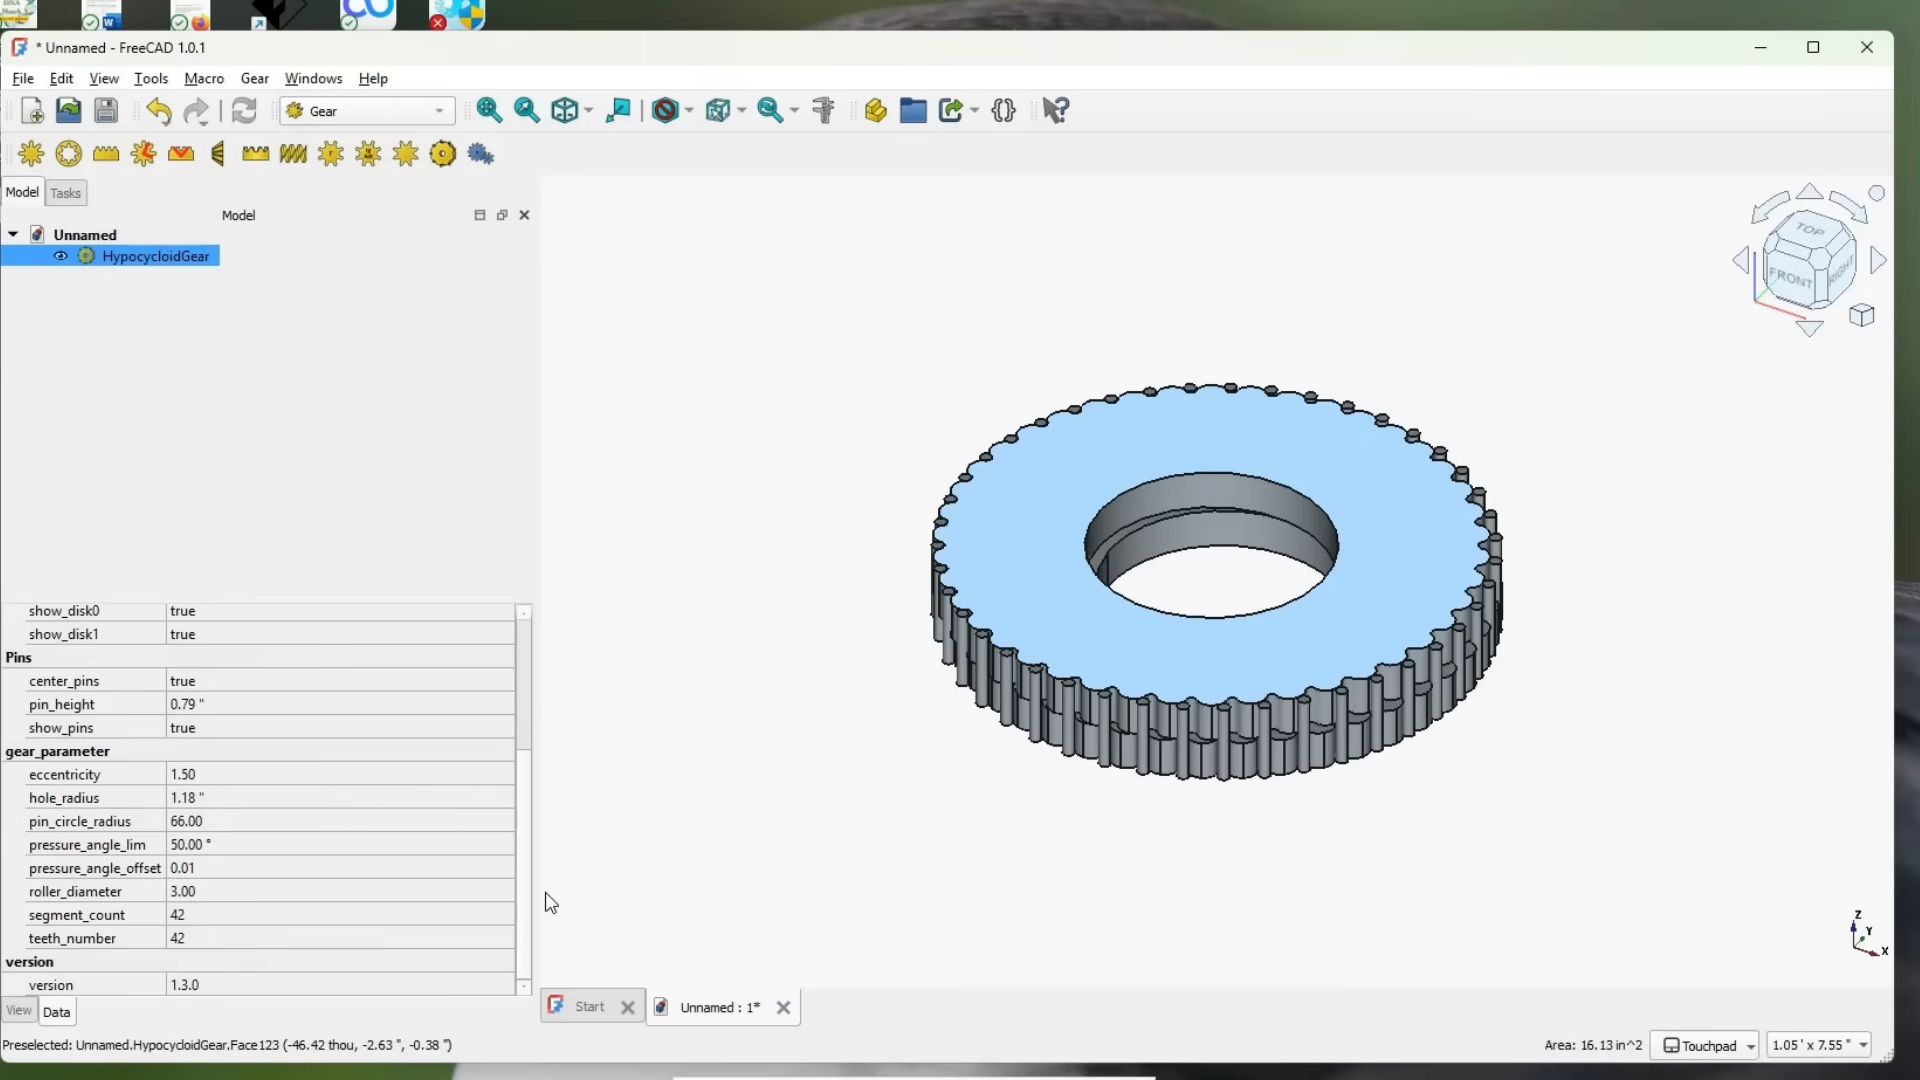 * Unnamed - FreeCAD 1.0.1
File Edit View Tools Macro Gear Windows Help
Gear
Model Tasks
Model
Unnamed
HypocycloidGear
TOP
FRONT RIGHT
show_disk0 true
show_disk1 true
Pins
center_pins true
pin_height 0.79 "
show_pins true
gear_parameter
eccentricity 1.50
hole_radius 1.18 "
pin_circle_radius 66.00
pressure_angle_lim 50.00 °
pressure_angle_offset 0.01
roller_diameter 3.00
segment_count 42
teeth_number 42
version
version 1.3.0
Z
Y
X
View Data
Start Unnamed : 1*
Preselected: Unnamed.HypocycloidGear.Face123 (-46.42 thou, -2.63 ", -0.38 ")
Area: 16.13 in^2 Touchpad 1.05 ' x 7.55 "